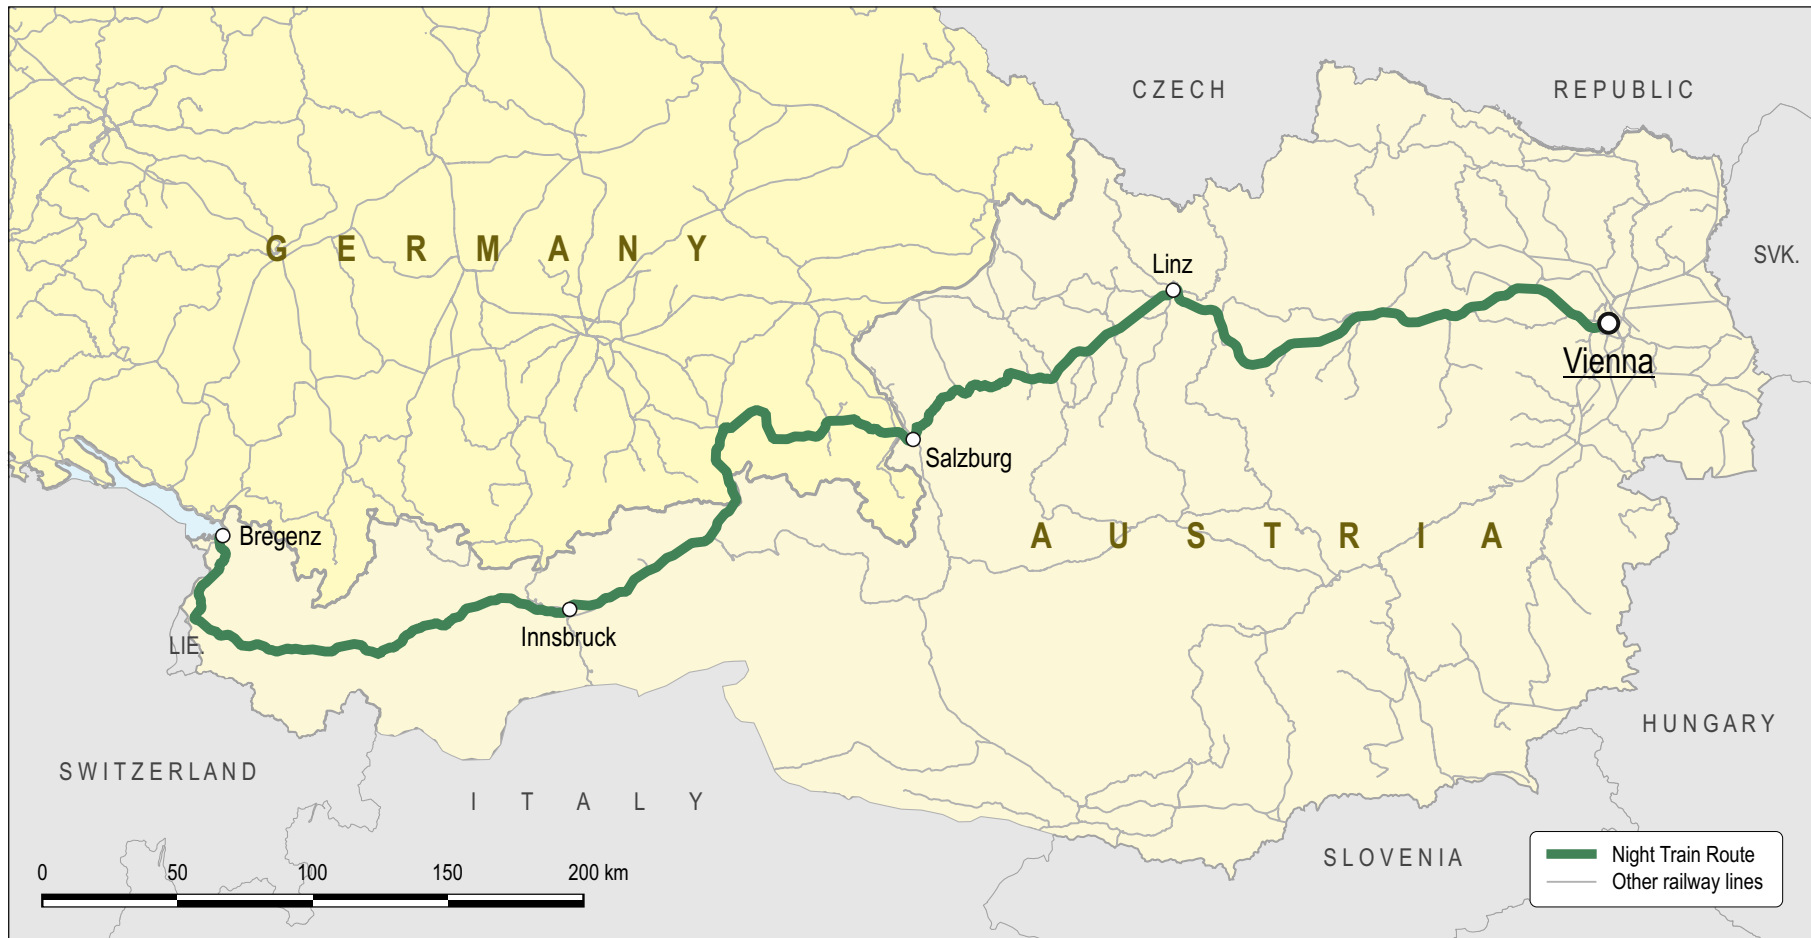 CZECH REPUBLIC
GERMANY
SVK.
Linz
Vienna
Salzburg
Bregenz
AUSTRIA
Innsbruck
LIE.
HUNGARY
SWITZERLAND
ITALY
SLOVENIA
0 50 100 150 200 km
Night Train Route
Other railway lines